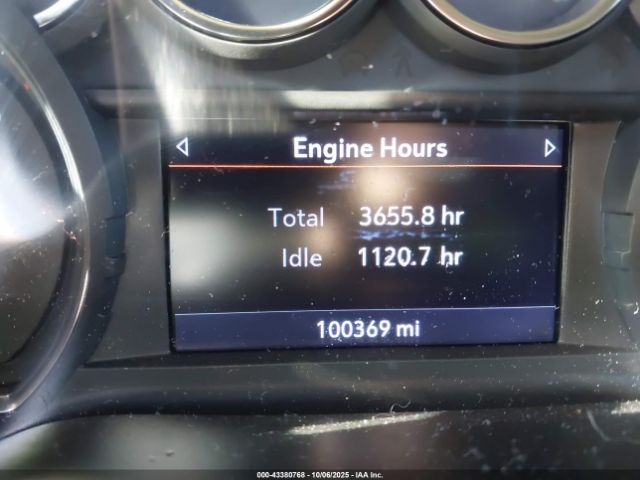 Engine Hours
Total 3655.8 hr
Idle 1120.7 hr
100369 mi
000-43380768 - 10/06/2025 - IAA Inc.